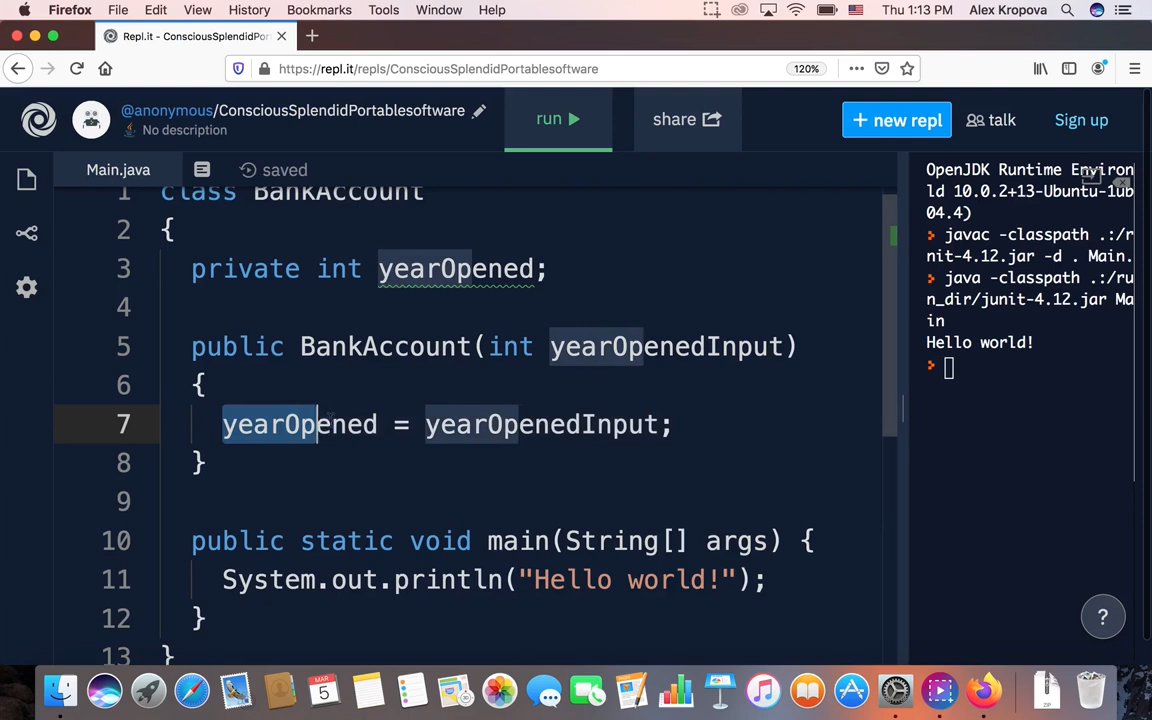 Firefox File Edit View History Bookmarks Tools Window Help Thu 1:13 PM Alex Kropova
Repl.it - ConsciousSplendidPor
https://repl.it/repls/ConsciousSplendidPortablesoftware 120%
@anonymous/ConsciousSplendidPortablesoftware
No description
run
share
+ new repl
talk
Sign up
Main.java
saved
1 class BankAccount
2 {
3 private int yearOpened;
4
5 public BankAccount(int yearOpenedInput)
6 {
7 yearOpened = yearOpenedInput;
8 }
9
10 public static void main(String[] args) {
11 System.out.println("Hello world!");
12 }
13 }
OpenJDK Runtime Environ
ld 10.0.2+13-Ubuntu-1ub
04.4)
> javac -classpath .:/r
nit-4.12.jar -d . Main.
> java -classpath .:/ru
n_dir/junit-4.12.jar Ma
in
Hello world!
>
?
MAR
5
ZIP